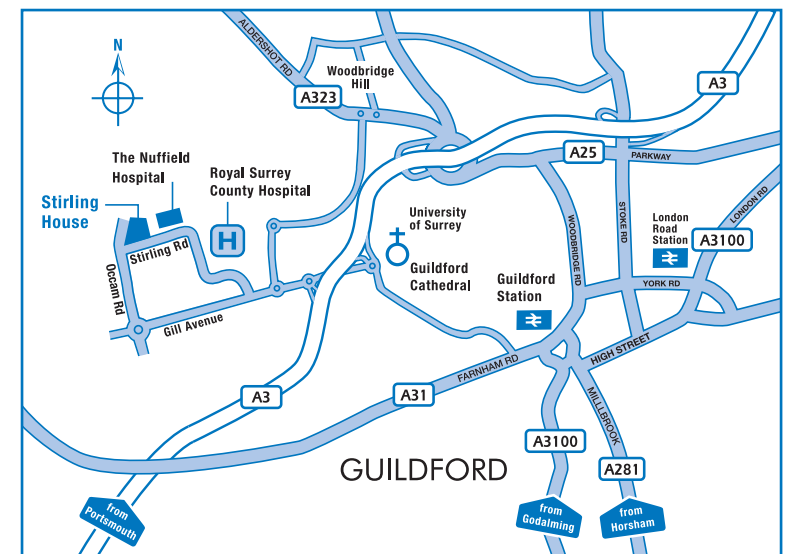 N
ALDERSHOT RD
Woodbridge
Hill
A323
A3
The Nuffield
Hospital
Royal Surrey
County Hospital
A25
PARKWAY
Stirling
House
H
Stirling Rd
University
of Surrey
WOODBRIDGE RD
STOKE RD
London
Road
Station
LONDON RD
A3100
Occam Rd
Guildford
Cathedral
Guildford
Station
YORK RD
Gill Avenue
HIGH STREET
FARNHAM RD
A3
A31
MILLLBROOK
A3100
GUILDFORD
A281
from
Portsmouth
from
Godalming
from
Horsham